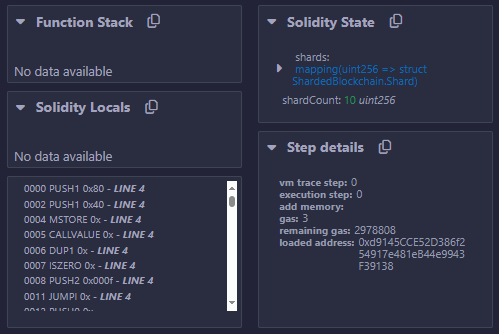 Function Stack
No data available
Solidity Locals
No data available
0000 PUSH1 0x80 - LINE 4
0002 PUSH1 0x40 - LINE 4
0004 MSTORE 0x - LINE 4
0005 CALLVALUE 0x - LINE 4
0006 DUP1 0x - LINE 4
0007 ISZERO 0x - LINE 4
0008 PUSH2 0x000f - LINE 4
0011 JUMPI 0x - LINE 4
Solidity State
shards:
mapping(uint256 => struct
ShardedBlockchain.Shard)
shardCount: 10 uint256
Step details
vm trace step: 0
execution step: 0
add memory:
gas: 3
remaining gas: 2978808
loaded address: 0xd9145CCE52D386f2
54917e481eB44e9943
F39138